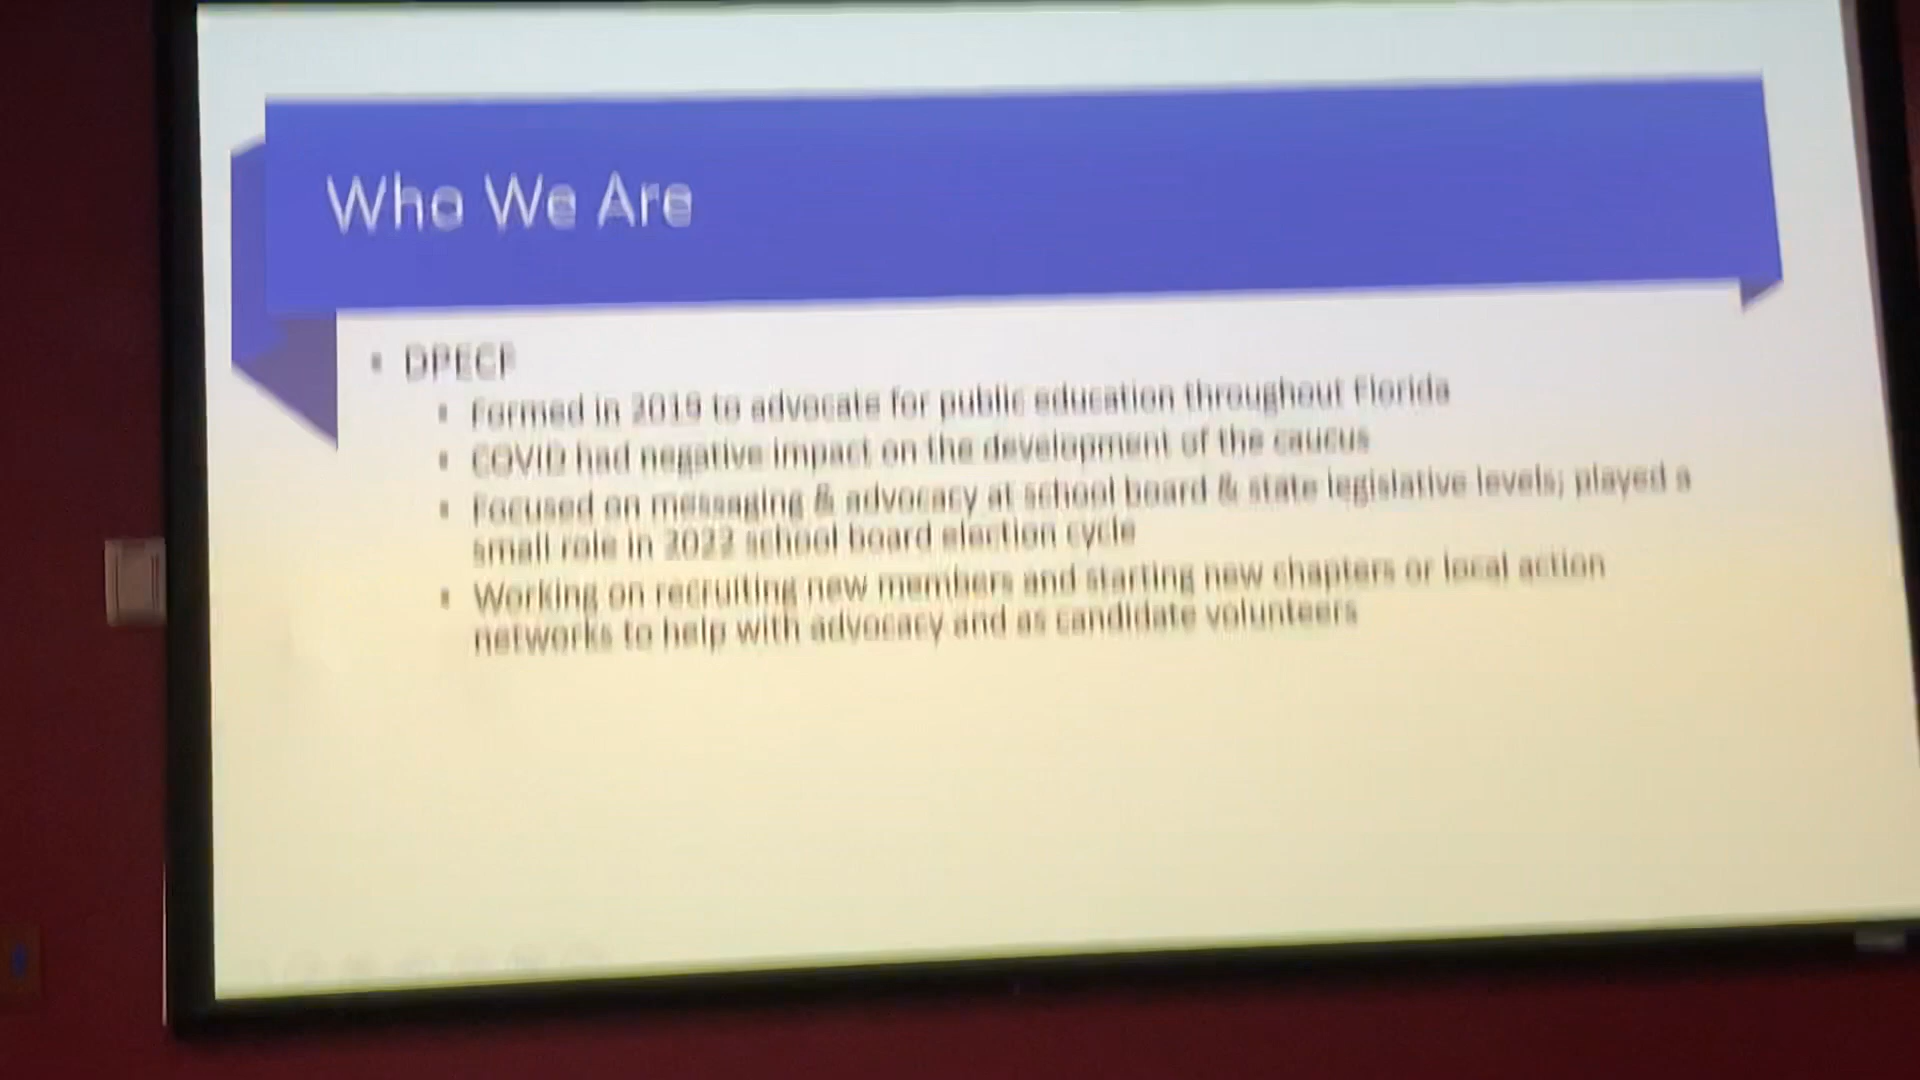 Who We Are
• DPECF
• Formed in 2019 to advocate for public education throughout Florida
• COVID had negative impact on the development of the caucus
• Focused on messaging & advocacy at school board & state legislative levels; played a
small role in 2022 school board election cycle
• Working on recruiting new members and starting new chapters or local action
networks to help with advocacy and as candidate volunteers